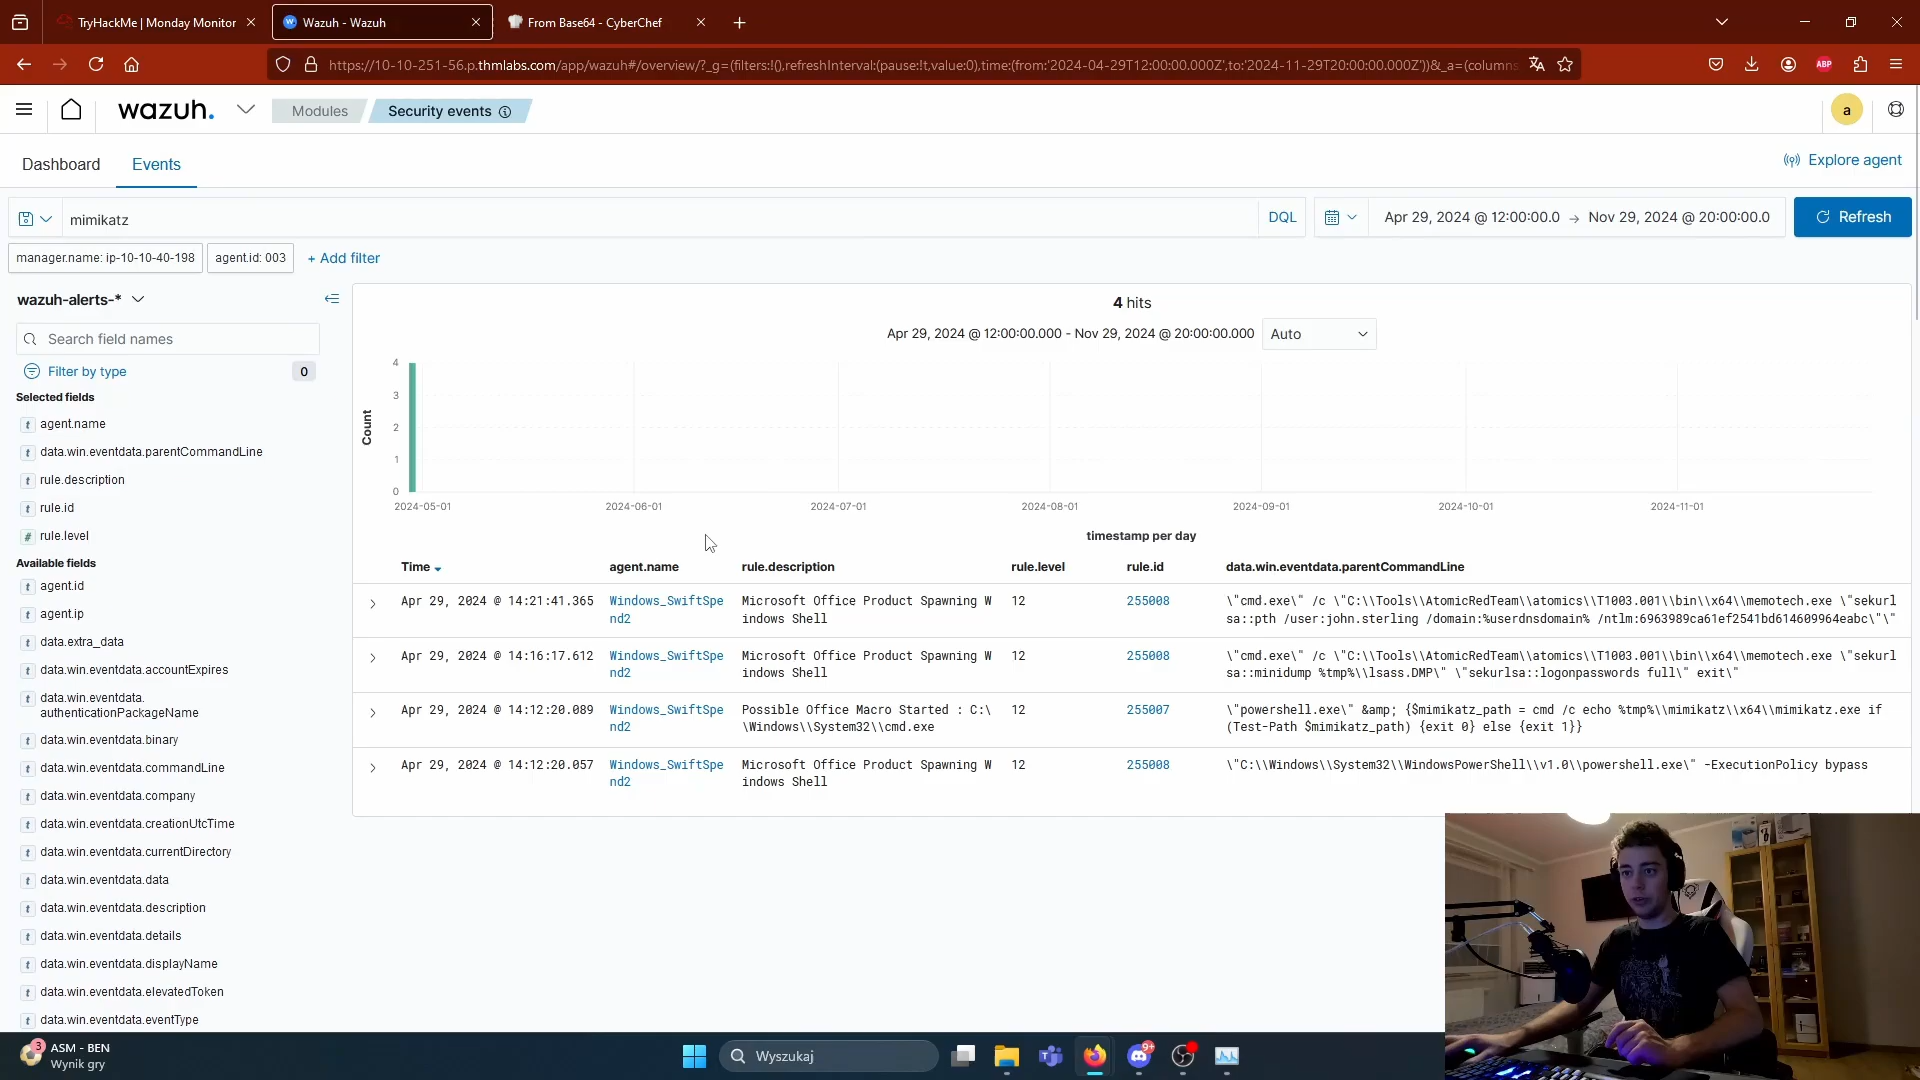 TryHackMe | Monday Monitor
Wazuh - Wazuh
From Base64 - CyberChef
https://10-10-251-56.p.thmlabs.com/app/wazuh#/overview/?_g=(filters:!(),refreshInterval:(pause:!t,value:0),time:(from:'2024-04-29T12:00:00.000Z',to:'2024-11-29T20:00:00.000Z'))&_a=(columns:
ABP
wazuh.
Modules
Security events
a
Dashboard
Events
Explore agent
mimikatz
DQL
Apr 29, 2024 @ 12:00:00.0 → Nov 29, 2024 @ 20:00:00.0
Refresh
manager.name: ip-10-10-40-198
agent.id: 003
+ Add filter
wazuh-alerts-*
Search field names
Filter by type
0
Selected fields
t agent.name
t data.win.eventdata.parentCommandLine
t rule.description
t rule.id
# rule.level
Available fields
t agent.id
t agent.ip
t data.extra_data
t data.win.eventdata.accountExpires
t data.win.eventdata.
authenticationPackageName
t data.win.eventdata.binary
t data.win.eventdata.commandLine
t data.win.eventdata.company
t data.win.eventdata.creationUtcTime
t data.win.eventdata.currentDirectory
t data.win.eventdata.data
t data.win.eventdata.description
t data.win.eventdata.details
t data.win.eventdata.displayName
t data.win.eventdata.elevatedToken
t data.win.eventdata.eventType
4 hits
Apr 29, 2024 @ 12:00:00.000 - Nov 29, 2024 @ 20:00:00.000
Auto
Count
4
3
2
1
0
2024-05-01
2024-06-01
2024-07-01
2024-08-01
2024-09-01
2024-10-01
2024-11-01
timestamp per day
Time
agent.name
rule.description
rule.level
rule.id
data.win.eventdata.parentCommandLine
Apr 29, 2024 @ 14:21:41.365
Windows_SwiftSpe
nd2
Microsoft Office Product Spawning W
indows Shell
12
255008
\"cmd.exe\" /c \"C:\\Tools\\AtomicRedTeam\\atomics\\T1003.001\\bin\\x64\\memotech.exe \"sekurl
sa::pth /user:john.sterling /domain:%userdnsdomain% /ntlm:6963989ca61ef2541bd614609964eabc\"\"
Apr 29, 2024 @ 14:16:17.612
Windows_SwiftSpe
nd2
Microsoft Office Product Spawning W
indows Shell
12
255008
\"cmd.exe\" /c \"C:\\Tools\\AtomicRedTeam\\atomics\\T1003.001\\bin\\x64\\memotech.exe \"sekurl
sa::minidump %tmp%\\lsass.DMP\" \"sekurlsa::logonpasswords full\" exit\"
Apr 29, 2024 @ 14:12:20.089
Windows_SwiftSpe
nd2
Possible Office Macro Started : C:\
\Windows\\System32\\cmd.exe
12
255007
\"powershell.exe\" &amp; {$mimikatz_path = cmd /c echo %tmp%\\mimikatz\\x64\\mimikatz.exe if
(Test-Path $mimikatz_path) {exit 0} else {exit 1}}
Apr 29, 2024 @ 14:12:20.057
Windows_SwiftSpe
nd2
Microsoft Office Product Spawning W
indows Shell
12
255008
\"C:\\Windows\\System32\\WindowsPowerShell\\v1.0\\powershell.exe\" -ExecutionPolicy bypass
3
ASM - BEN
Wynik gry
Wyszukaj
9+